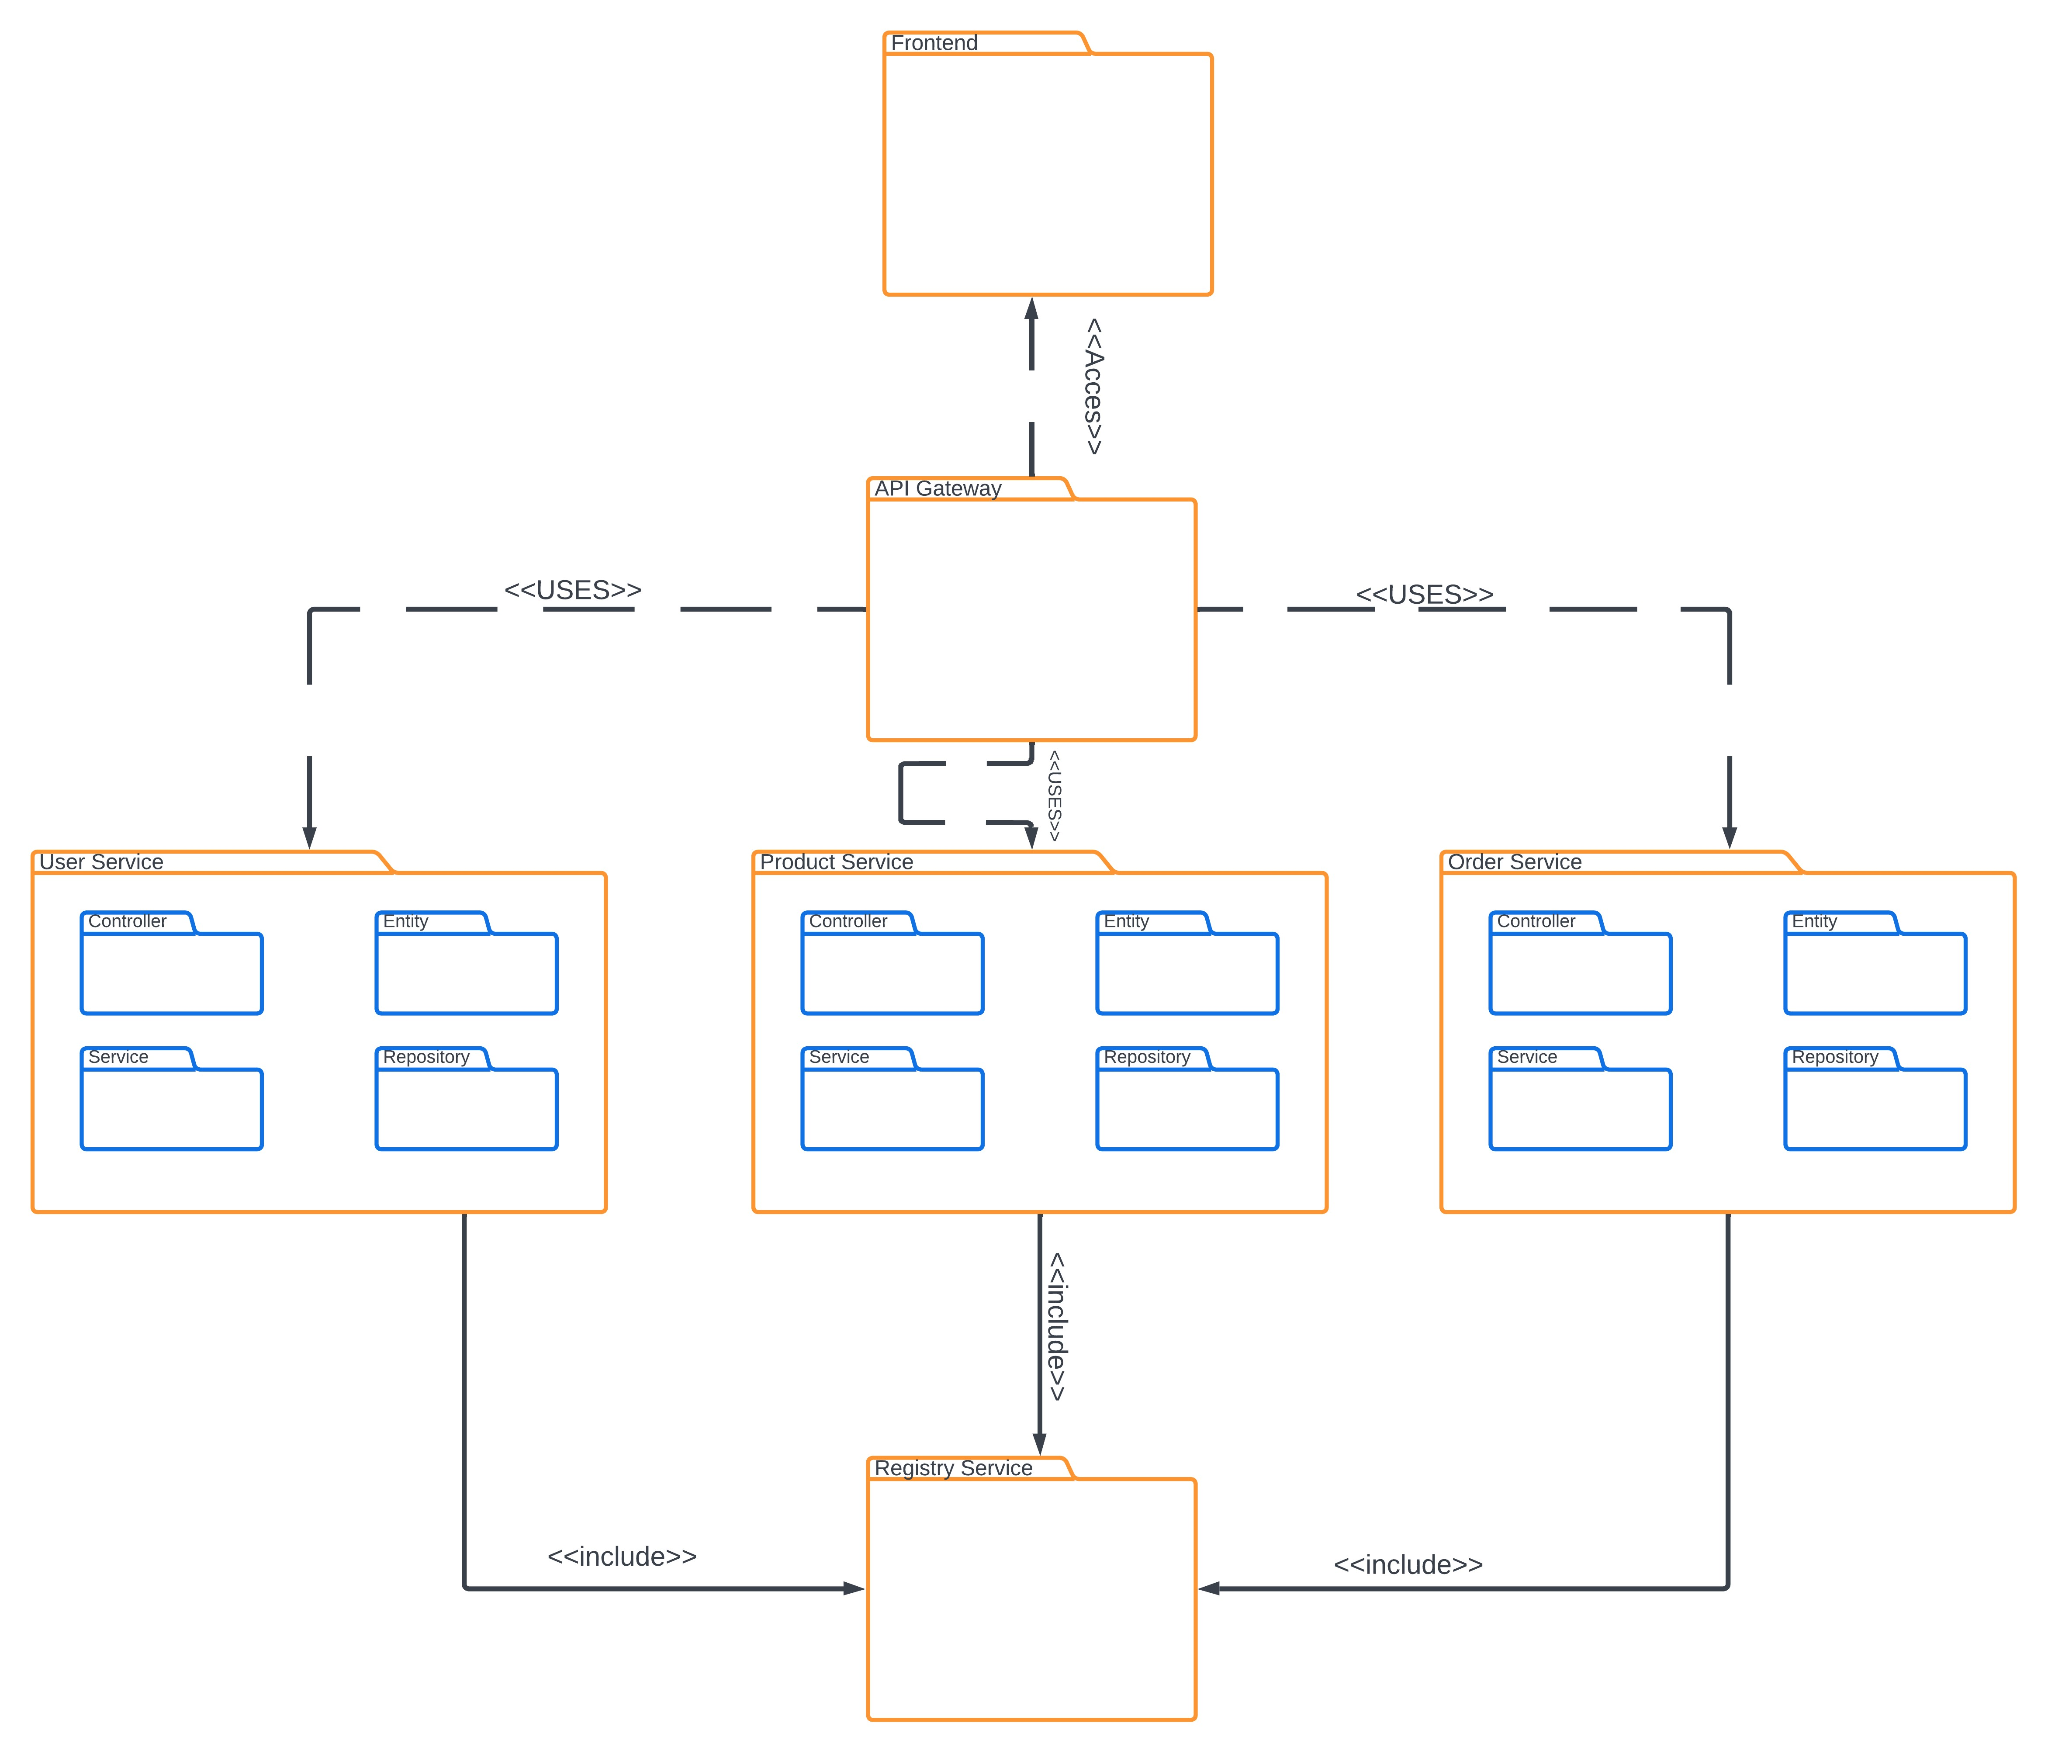 Frontend
<<Access>>
API Gateway
<<USES>>
<<USES>>
<<USES>>
User Service
Controller
Entity
Service
Repository
Product Service
Controller
Entity
Service
Repository
Order Service
Controller
Entity
Service
Repository
<<include>>
Registry Service
<<include>>
<<include>>